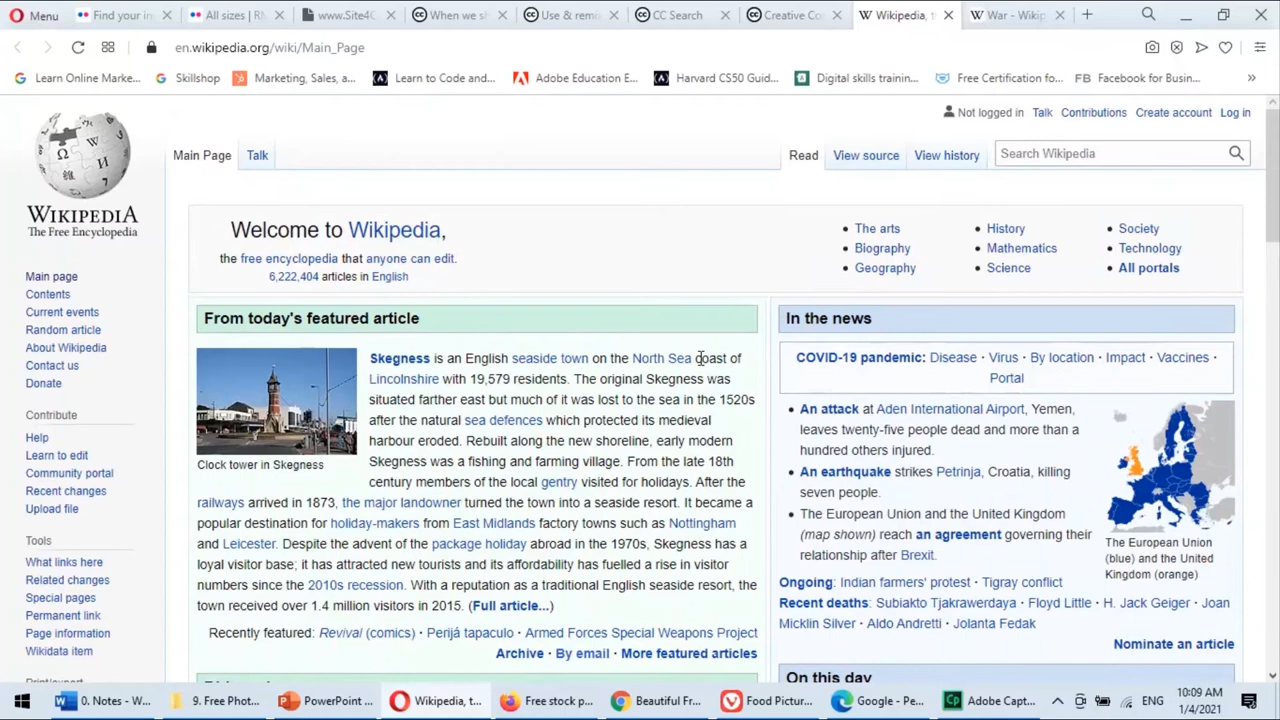 Menu
Find your in
All sizes | RN
www.Site4C
When we sh
Use & remi
CC Search
Creative Co
Wikipedia, t
War - Wikip
en.wikipedia.org/wiki/Main_Page
Learn Online Marke...
Skillshop
Marketing, Sales, a...
Learn to Code and...
Adobe Education E...
Harvard CS50 Guid...
Digital skills trainin...
Free Certification fo...
FB Facebook for Busin...
Not logged in Talk Contributions Create account Log in
Main Page Talk Read View source View history Search Wikipedia
WIKIPEDIA
The Free Encyclopedia
Main page
Contents
Current events
Random article
About Wikipedia
Contact us
Donate
Contribute
Help
Learn to edit
Community portal
Recent changes
Upload file
Tools
What links here
Related changes
Special pages
Permanent link
Page information
Wikidata item
Welcome to Wikipedia,
the free encyclopedia that anyone can edit.
6,222,404 articles in English
The arts
Biography
Geography
History
Mathematics
Science
Society
Technology
All portals
From today's featured article
Skegness is an English seaside town on the North Sea coast of
Lincolnshire with 19,579 residents. The original Skegness was
situated farther east but much of it was lost to the sea in the 1520s
after the natural sea defences which protected its medieval
harbour eroded. Rebuilt along the new shoreline, early modern
Skegness was a fishing and farming village. From the late 18th
century members of the local gentry visited for holidays. After the
railways arrived in 1873, the major landowner turned the town into a seaside resort. It became a
popular destination for holiday-makers from East Midlands factory towns such as Nottingham
and Leicester. Despite the advent of the package holiday abroad in the 1970s, Skegness has a
loyal visitor base; it has attracted new tourists and its affordability has fuelled a rise in visitor
numbers since the 2010s recession. With a reputation as a traditional English seaside resort, the
town received over 1.4 million visitors in 2015. (Full article...)
Clock tower in Skegness
Recently featured: Revival (comics) · Perijá tapaculo · Armed Forces Special Weapons Project
Archive · By email · More featured articles
In the news
COVID-19 pandemic: Disease · Virus · By location · Impact · Vaccines ·
Portal
An attack at Aden International Airport, Yemen,
leaves twenty-five people dead and more than a
hundred others injured.
An earthquake strikes Petrinja, Croatia, killing
seven people.
The European Union and the United Kingdom
(map shown) reach an agreement governing their
relationship after Brexit.
The European Union
(blue) and the United
Kingdom (orange)
Ongoing: Indian farmers' protest · Tigray conflict
Recent deaths: Subiakto Tjakrawerdaya · Floyd Little · H. Jack Geiger · Joan
Micklin Silver · Aldo Andretti · Jolanta Fedak
Nominate an article
On this day
0. Notes - W...
9. Free Phot...
PowerPoint ...
Wikipedia, t...
Free stock p...
Beautiful Fr...
Food Pictur...
Google - Pe...
Adobe Capt...
ENG
10:09 AM
1/4/2021